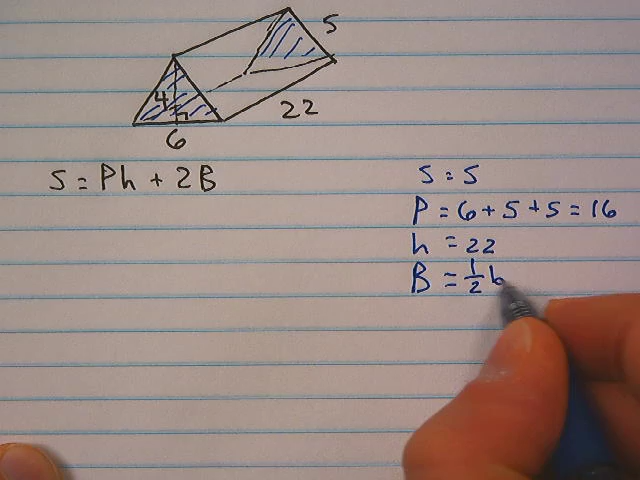 5
4
22
6
S = Ph + 2B
S = 5
P = 6 + 5 + 5 = 16
h = 22
B = 1/2 b